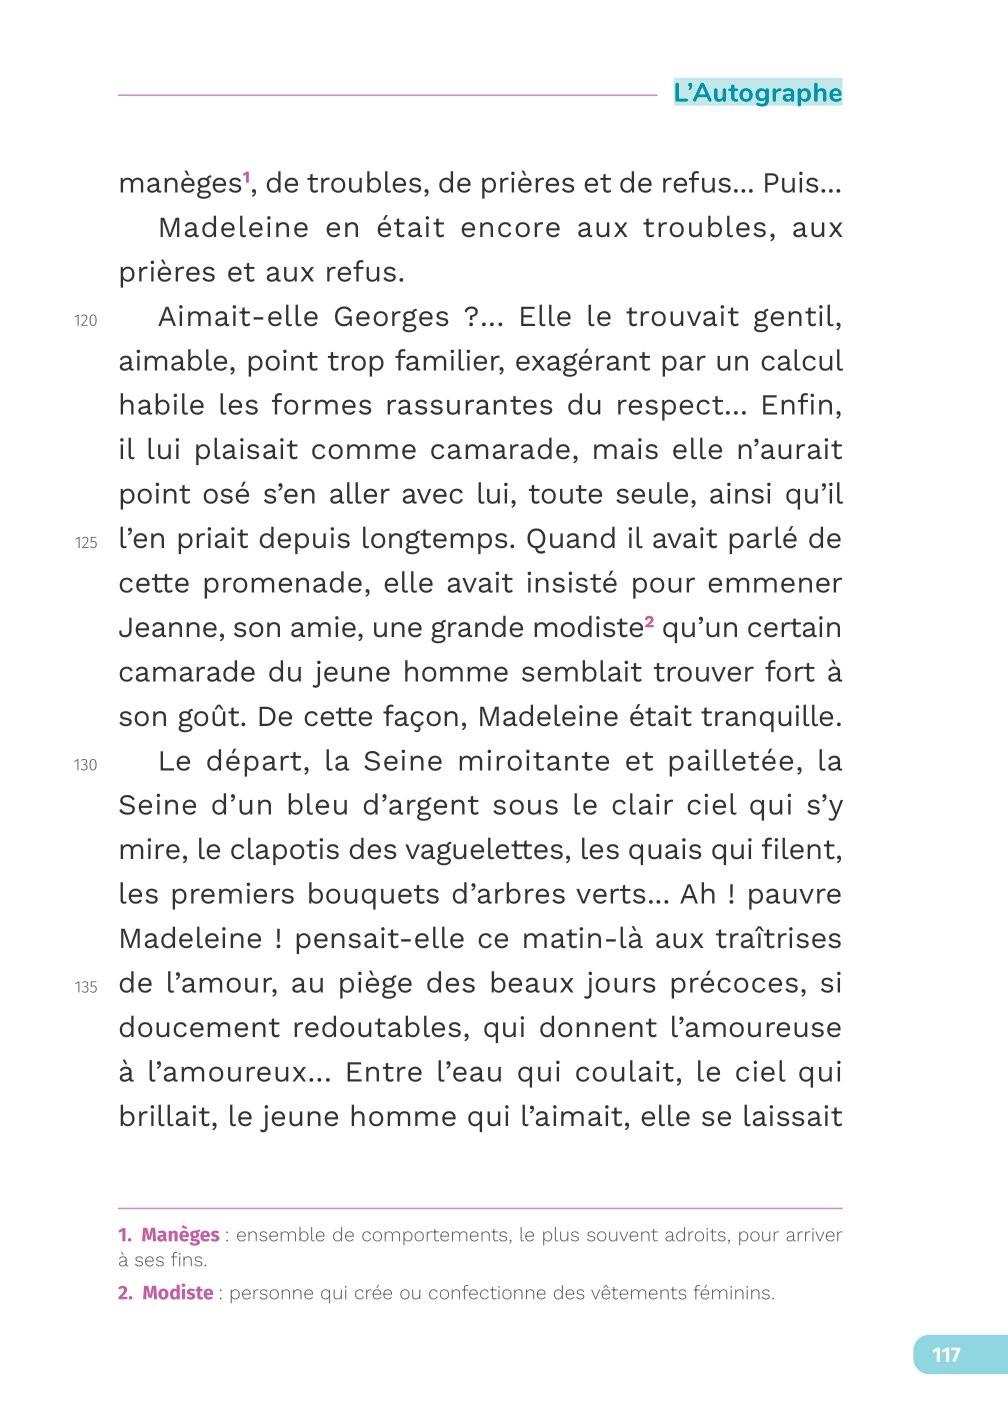 L’Autographe
manèges¹, de troubles, de prières et de refus... Puis...
Madeleine en était encore aux troubles, aux
prières et aux refus.
120 Aimait-elle Georges ?... Elle le trouvait gentil,
aimable, point trop familier, exagérant par un calcul
habile les formes rassurantes du respect... Enfin,
il lui plaisait comme camarade, mais elle n’aurait
point osé s’en aller avec lui, toute seule, ainsi qu’il
125 l’en priait depuis longtemps. Quand il avait parlé de
cette promenade, elle avait insisté pour emmener
Jeanne, son amie, une grande modiste² qu’un certain
camarade du jeune homme semblait trouver fort à
son goût. De cette façon, Madeleine était tranquille.
130 Le départ, la Seine miroitante et pailletée, la
Seine d’un bleu d’argent sous le clair ciel qui s’y
mire, le clapotis des vaguelettes, les quais qui filent,
les premiers bouquets d’arbres verts... Ah ! pauvre
Madeleine ! pensait-elle ce matin-là aux traîtrises
135 de l’amour, au piège des beaux jours précoces, si
doucement redoutables, qui donnent l’amoureuse
à l’amoureux... Entre l’eau qui coulait, le ciel qui
brillait, le jeune homme qui l’aimait, elle se laissait
1. Manèges : ensemble de comportements, le plus souvent adroits, pour arriver
à ses fins.
2. Modiste : personne qui crée ou confectionne des vêtements féminins.
117